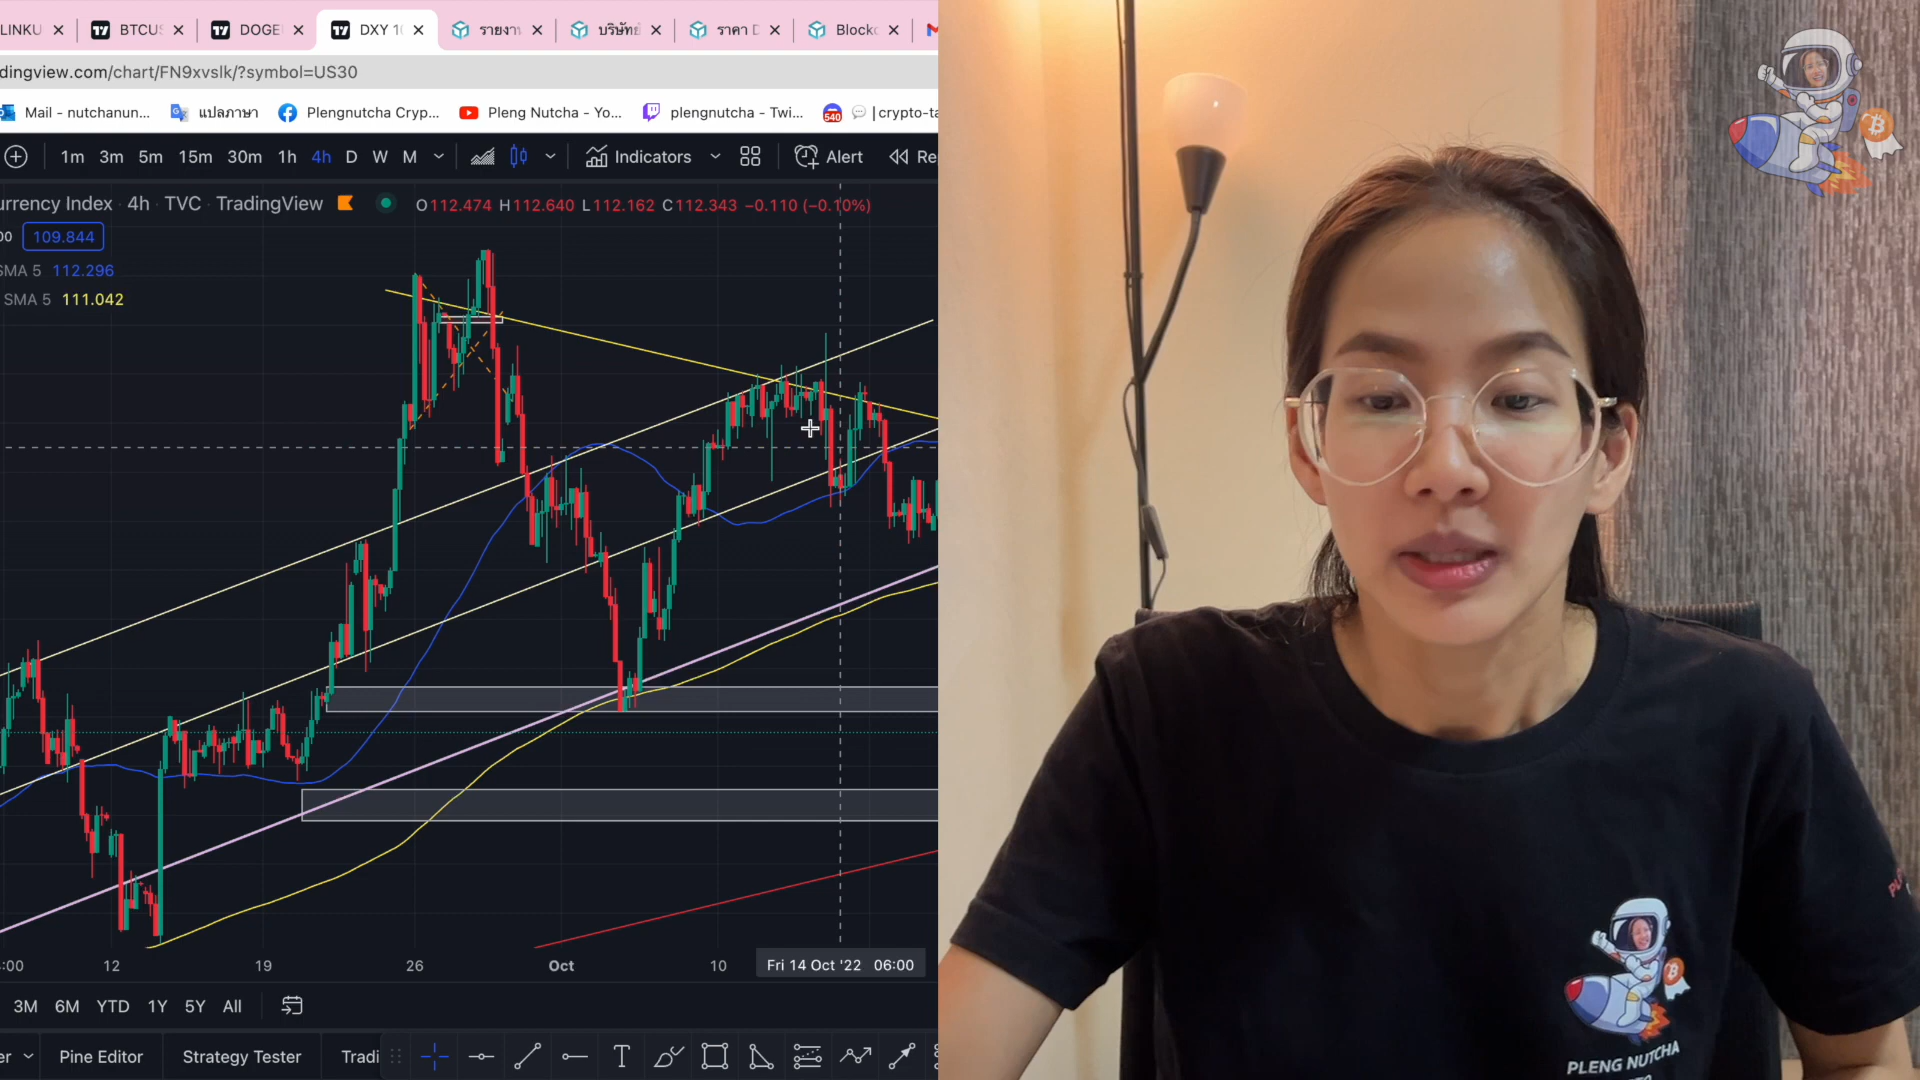 LINKU
BTCUS
DOGE
DXY 10
รายงาน
บริษัท
ราคา D
Blockc
dingview.com/chart/FN9xvslk/?symbol=US30
Mail - nutchanun...
แปลภาษา
Plengnutcha Cryp...
Pleng Nutcha - Yo...
plengnutcha - Twi...
540
|crypto-ta
1m 3m 5m 15m 30m 1h 4h D W M
Indicators
Alert
Re
urrency Index · 4h · TVC · TradingView
O112.474 H112.640 L112.162 C112.343 −0.110 (−0.10%)
00
109.844
SMA 5 112.296
SMA 5 111.042
:00
12
19
26
Oct
10
Fri 14 Oct '22 06:00
3M 6M YTD 1Y 5Y All
er
Pine Editor
Strategy Tester
Tradi
PLENG NUTCHA